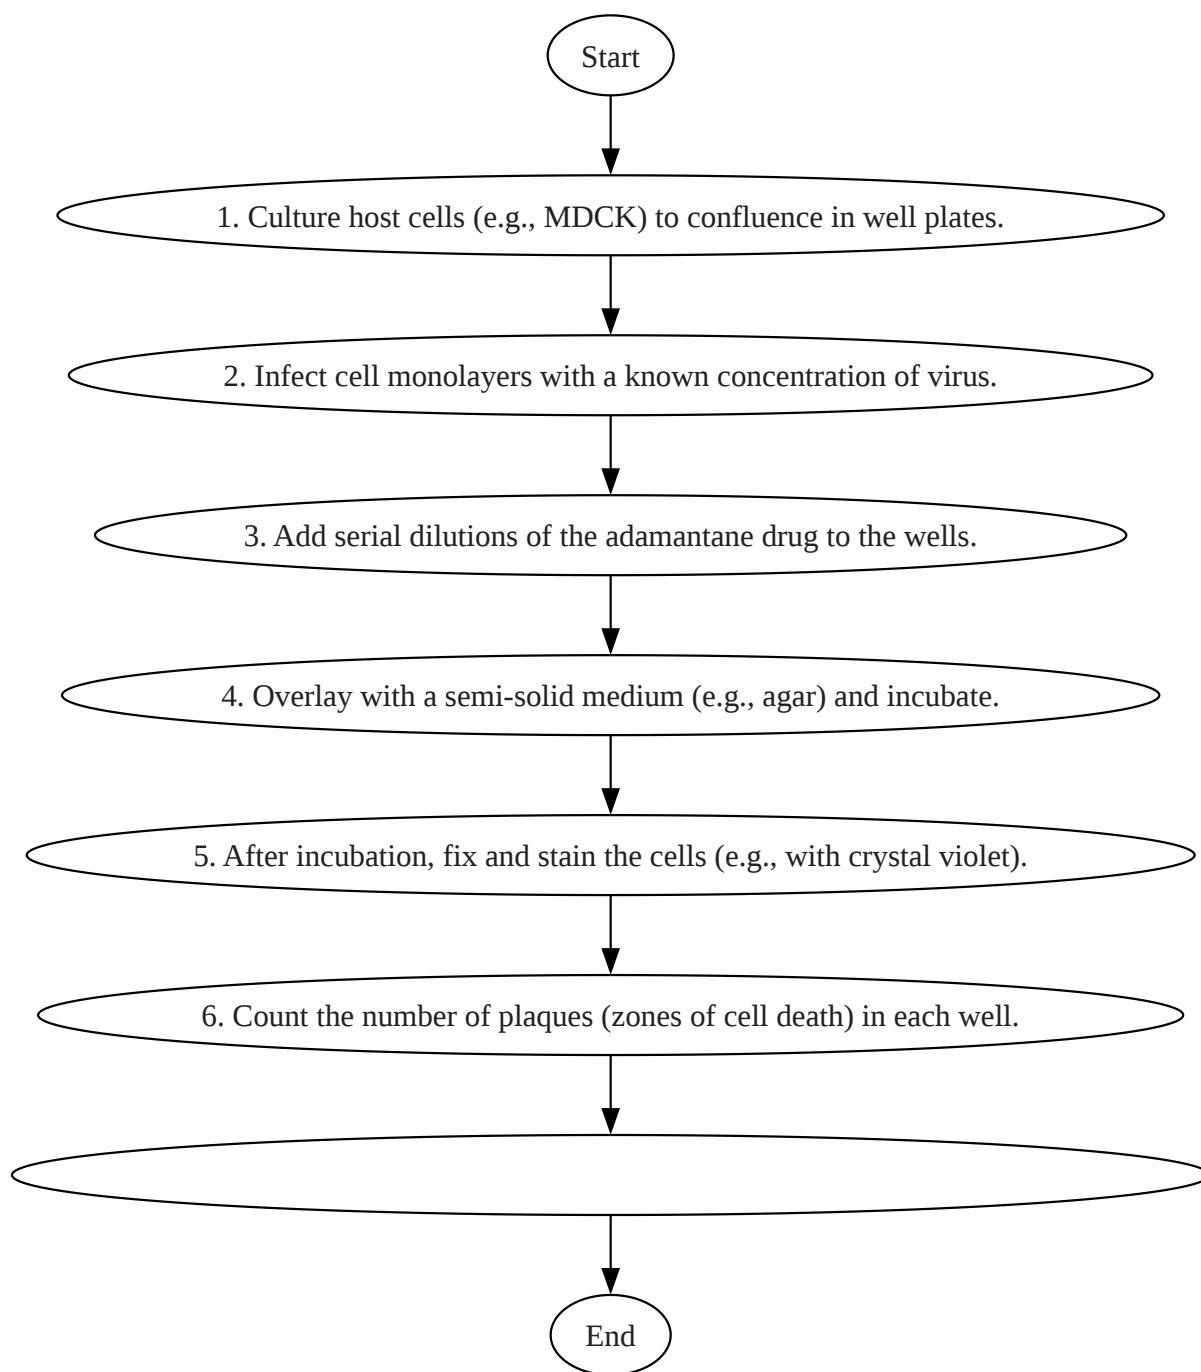 Start
1. Culture host cells (e.g., MDCK) to confluence in well plates.
2. Infect cell monolayers with a known concentration of virus.
3. Add serial dilutions of the adamantane drug to the wells.
4. Overlay with a semi-solid medium (e.g., agar) and incubate.
5. After incubation, fix and stain the cells (e.g., with crystal violet).
6. Count the number of plaques (zones of cell death) in each well.
End